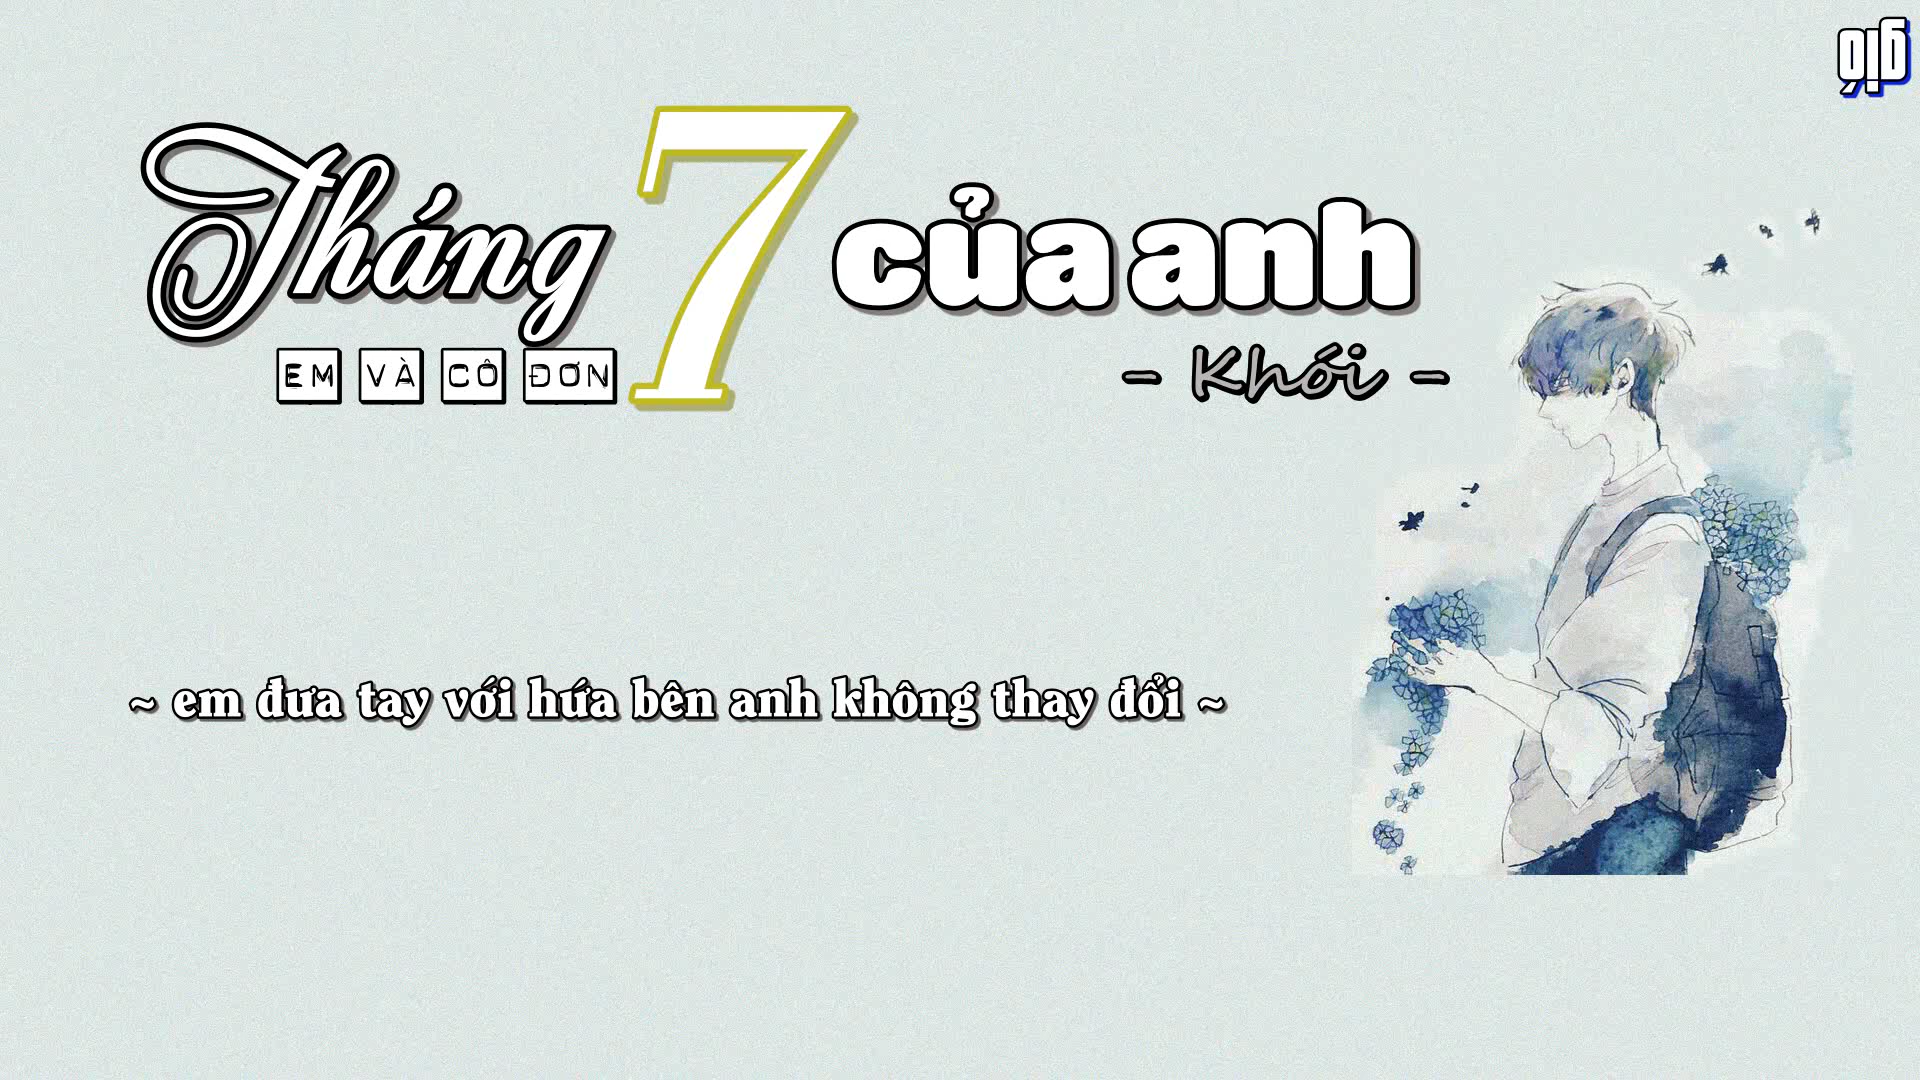 Tháng 7 của anh
EM VÀ CÔ ĐƠN
- Khói -
~ em đưa tay với hứa bên anh không thay đổi ~